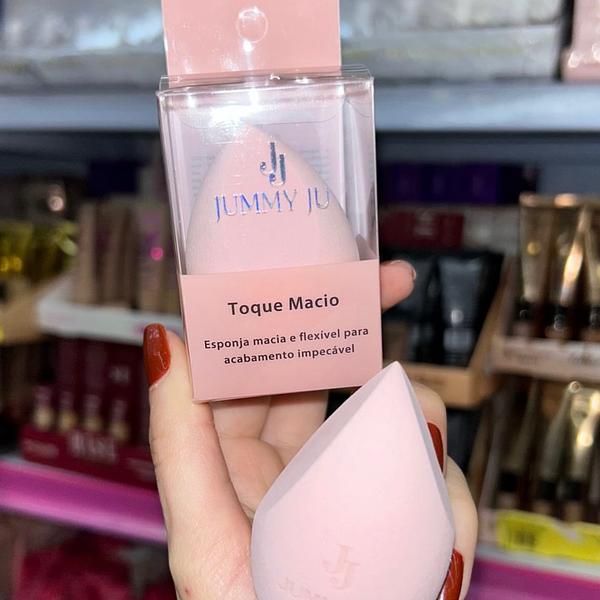 JJ
JUMMY JU
Toque Macio
Esponja macia e flexível para
acabamento impecável
JJ